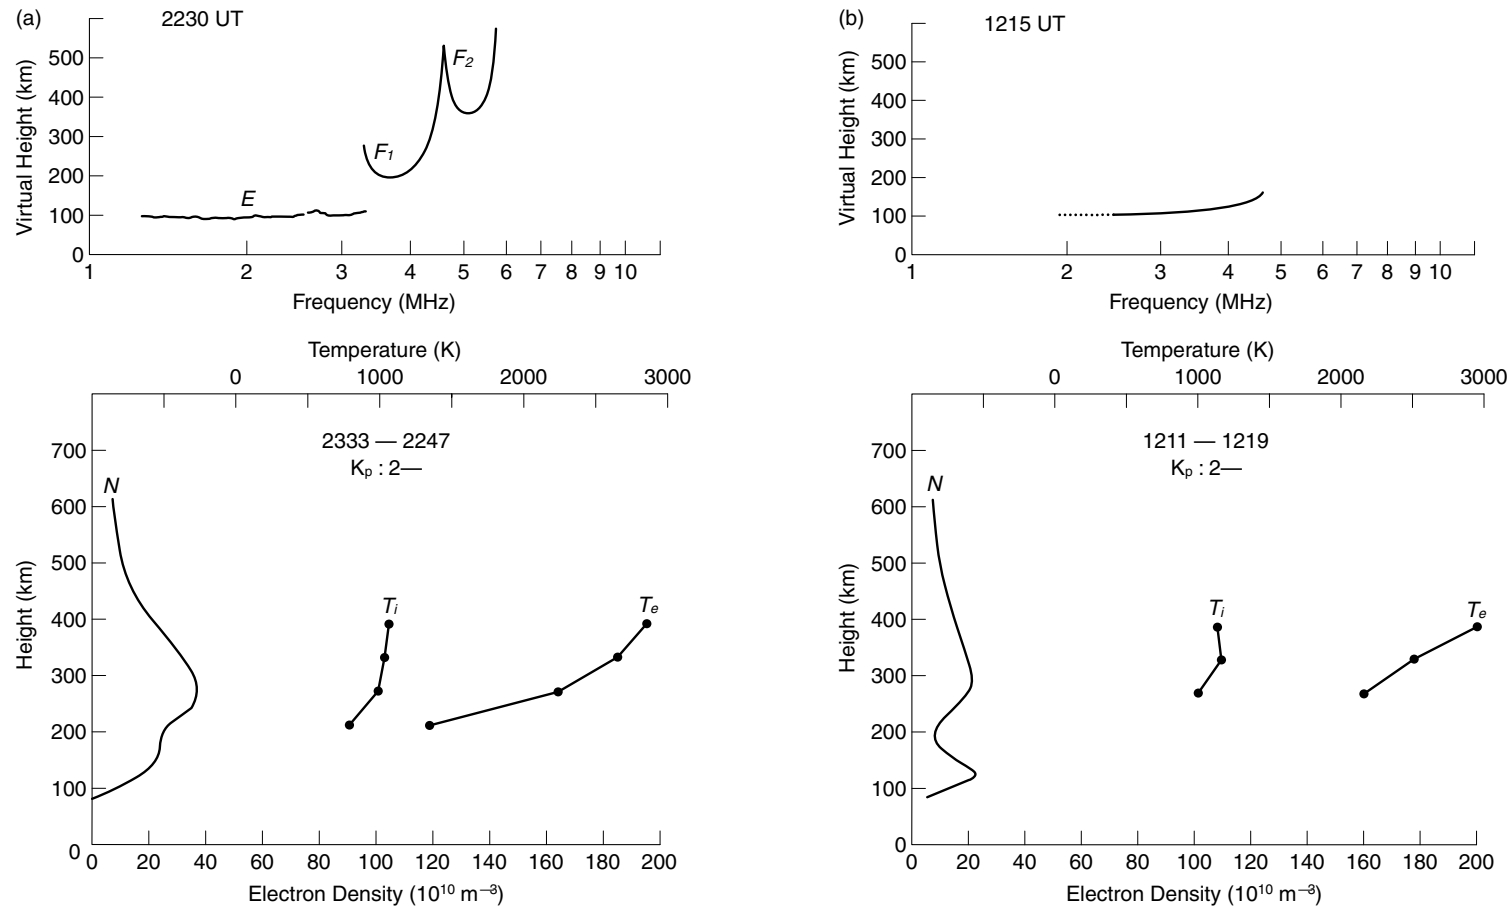 (a)
2230 UT
Virtual Height (km)
500
400
300
200
100
0
E
F1
F2
1 2 3 4 5 6 7 8 9 10
Frequency (MHz)
(b)
1215 UT
Virtual Height (km)
500
400
300
200
100
0
1 2 3 4 5 6 7 8 9 10
Frequency (MHz)
Temperature (K)
0 1000 2000 3000
2333 — 2247
Kp : 2—
Height (km)
700
600
500
400
300
200
100
0
N
Ti
Te
0 20 40 60 80 100 120 140 160 180 200
Electron Density (10¹⁰ m⁻³)
Temperature (K)
0 1000 2000 3000
1211 — 1219
Kp : 2—
Height (km)
700
600
500
400
300
200
100
0
N
Ti
Te
0 20 40 60 80 100 120 140 160 180 200
Electron Density (10¹⁰ m⁻³)